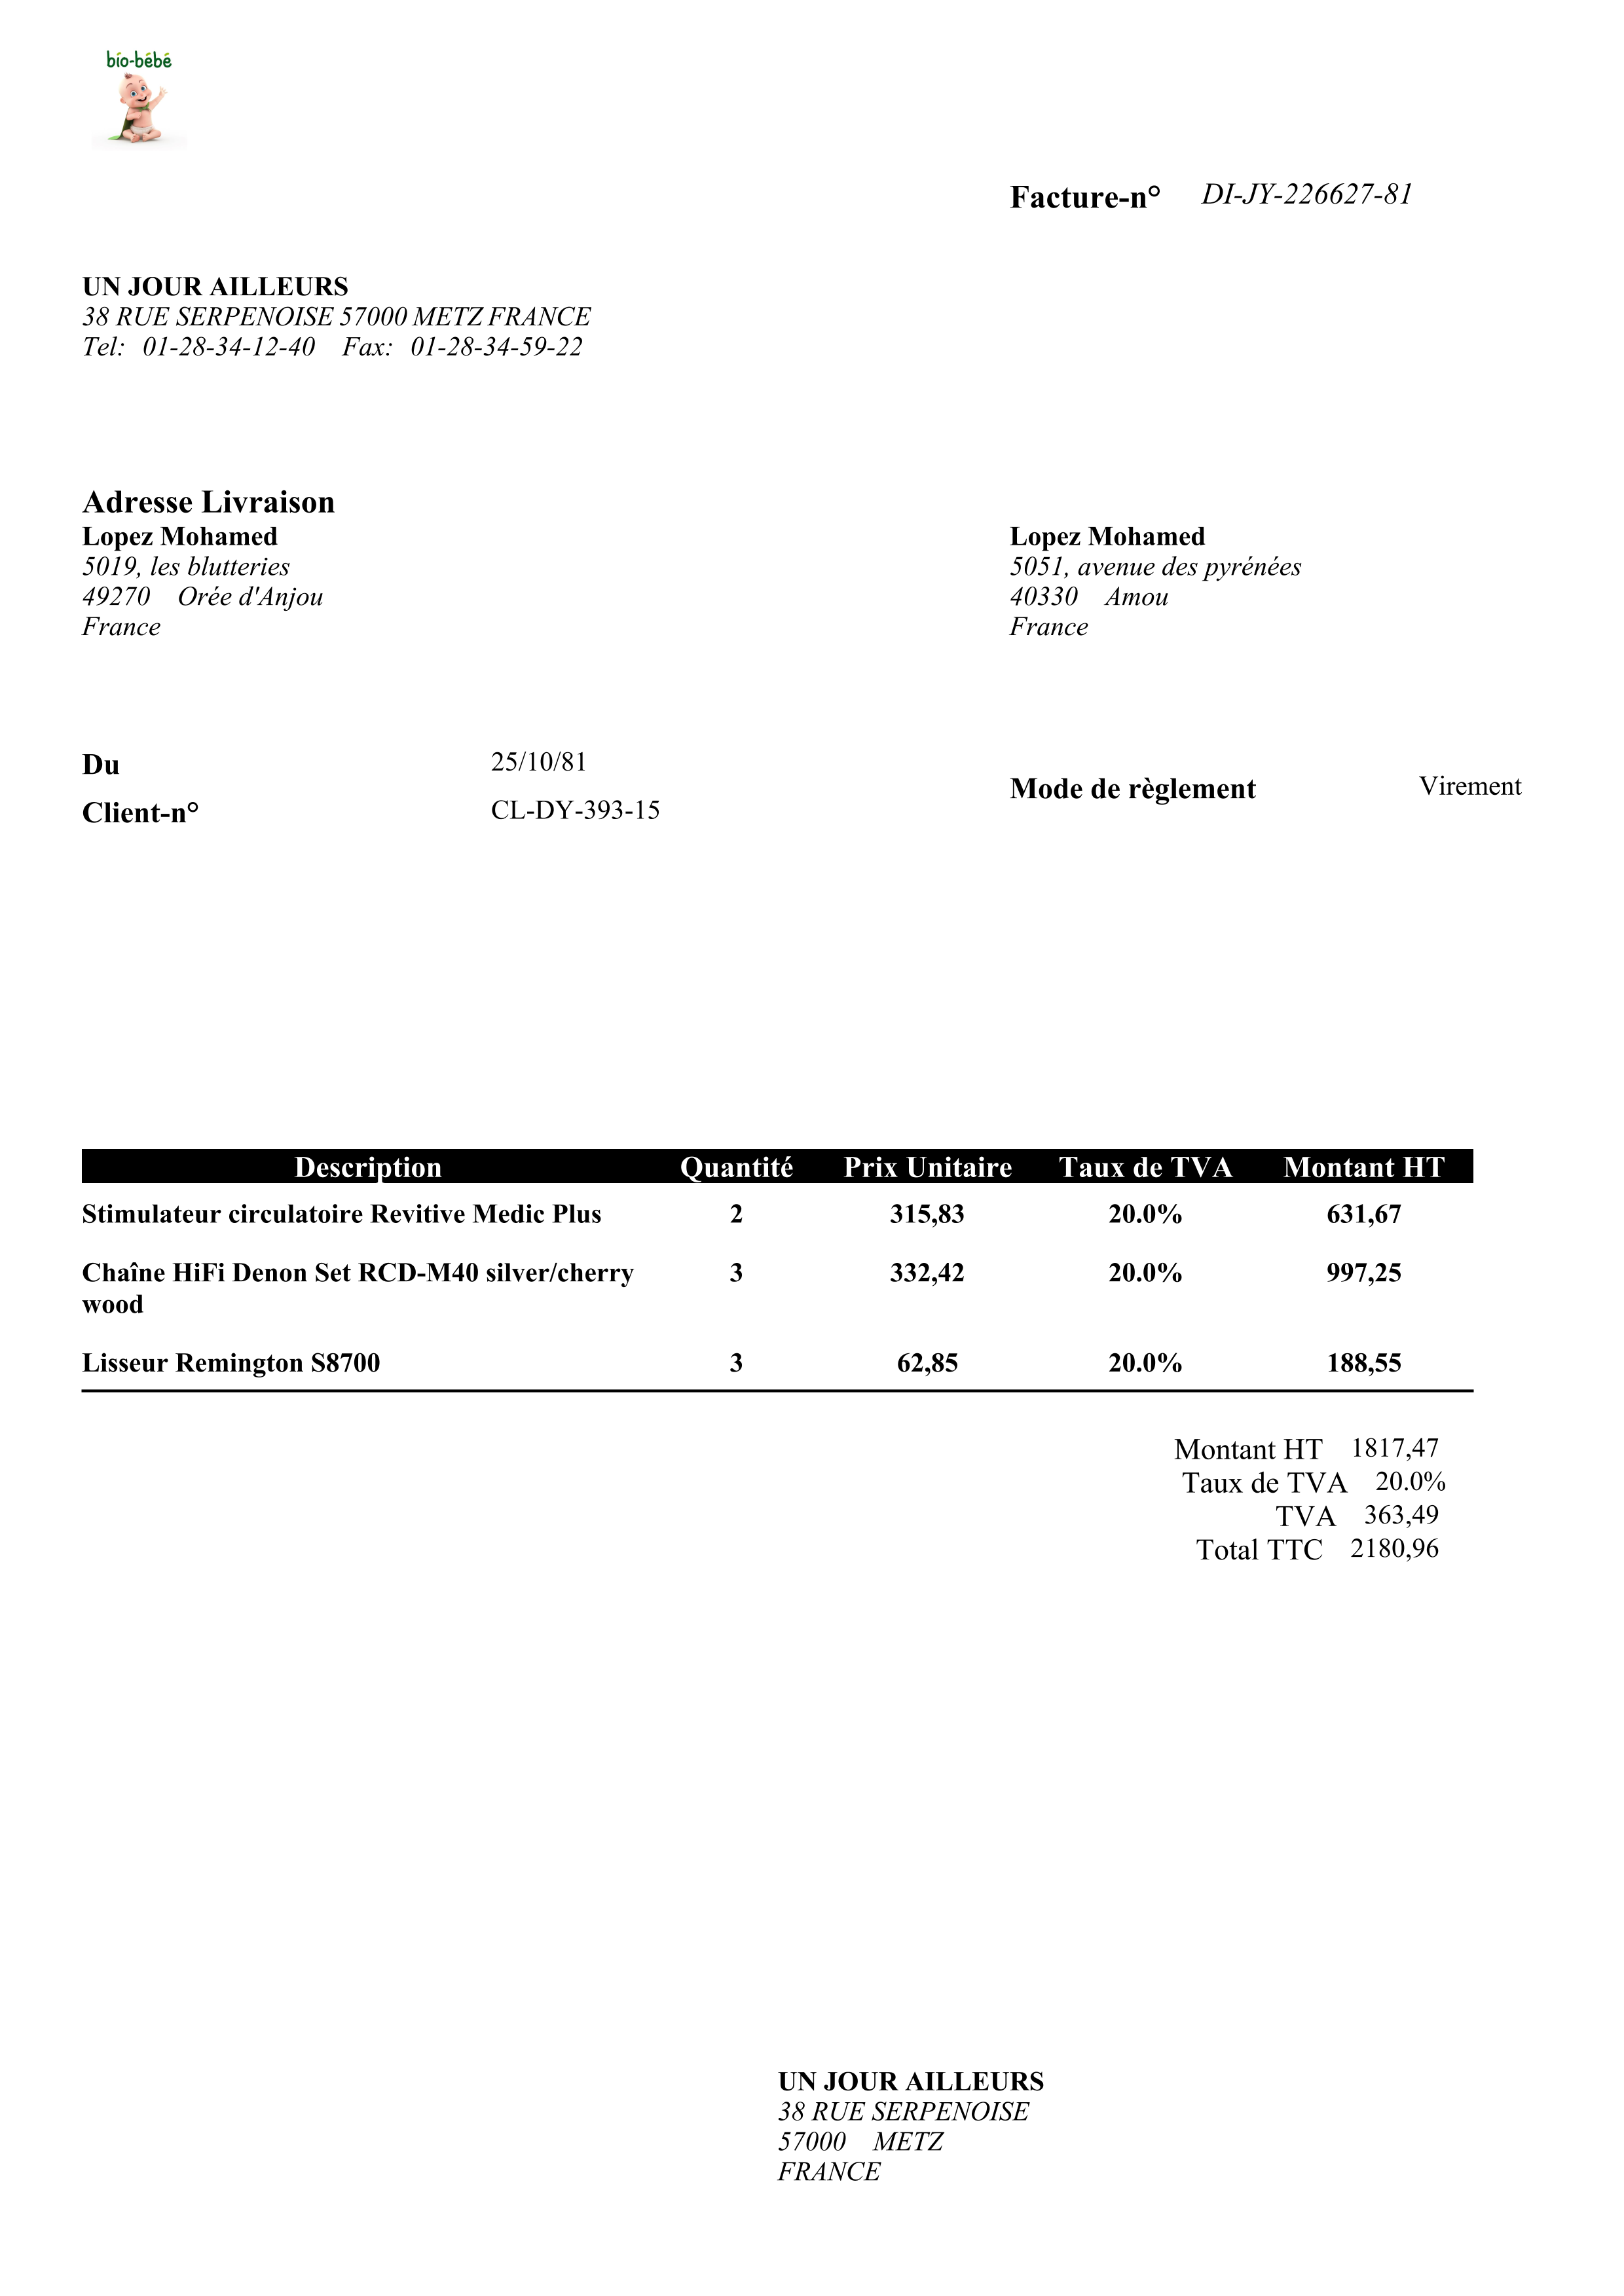 bio-bébé
Facture-n° DI-JY-226627-81
UN JOUR AILLEURS
38 RUE SERPENOISE 57000 METZ FRANCE
Tel: 01-28-34-12-40 Fax: 01-28-34-59-22
Adresse Livraison
Lopez Mohamed
5019, les blutteries
49270 Orée d'Anjou
France
Lopez Mohamed
5051, avenue des pyrénées
40330 Amou
France
Du 25/10/81
Client-n° CL-DY-393-15
Mode de règlement Virement
Description Quantité Prix Unitaire Taux de TVA Montant HT
Stimulateur circulatoire Revitive Medic Plus 2 315,83 20.0% 631,67
Chaîne HiFi Denon Set RCD-M40 silver/cherry 3 332,42 20.0% 997,25
wood
Lisseur Remington S8700 3 62,85 20.0% 188,55
Montant HT 1817,47
Taux de TVA 20.0%
TVA 363,49
Total TTC 2180,96
UN JOUR AILLEURS
38 RUE SERPENOISE
57000 METZ
FRANCE